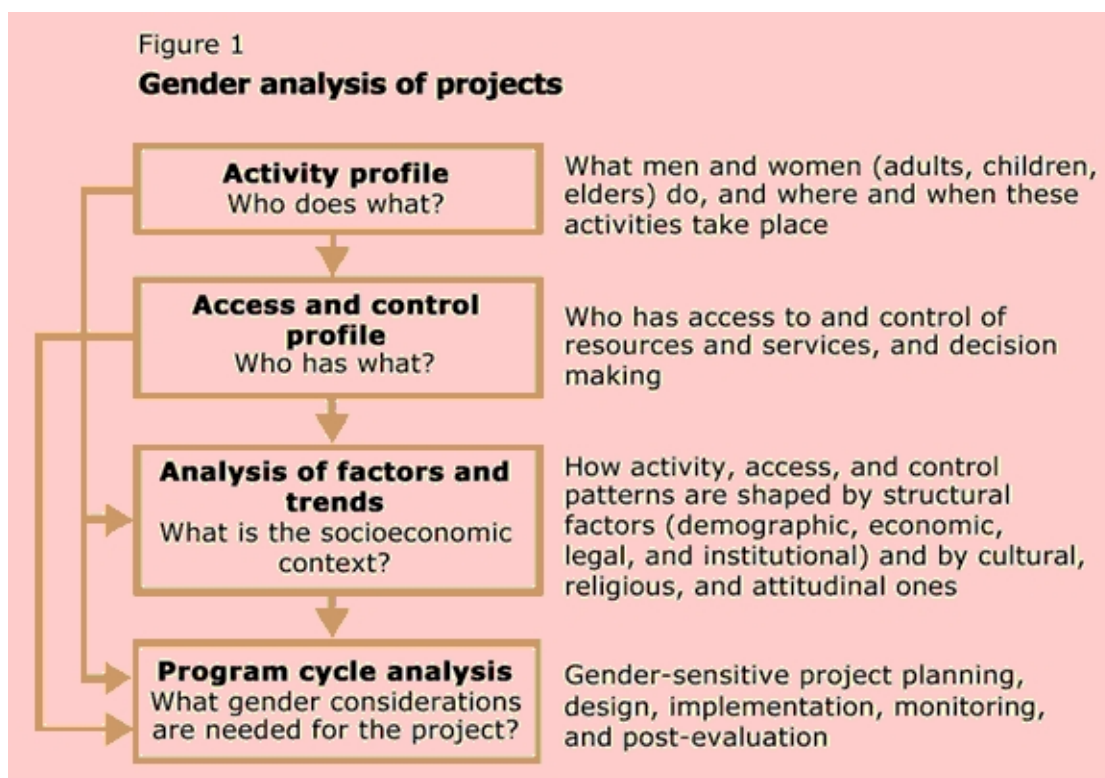 Figure 1
Gender analysis of projects
Activity profile
Who does what?
What men and women (adults, children,
elders) do, and where and when these
activities take place
Access and control
profile
Who has what?
Who has access to and control of
resources and services, and decision
making
Analysis of factors and
trends
What is the socioeconomic
context?
How activity, access, and control
patterns are shaped by structural
factors (demographic, economic,
legal, and institutional) and by cultural,
religious, and attitudinal ones
Program cycle analysis
What gender considerations
are needed for the project?
Gender-sensitive project planning,
design, implementation, monitoring,
and post-evaluation